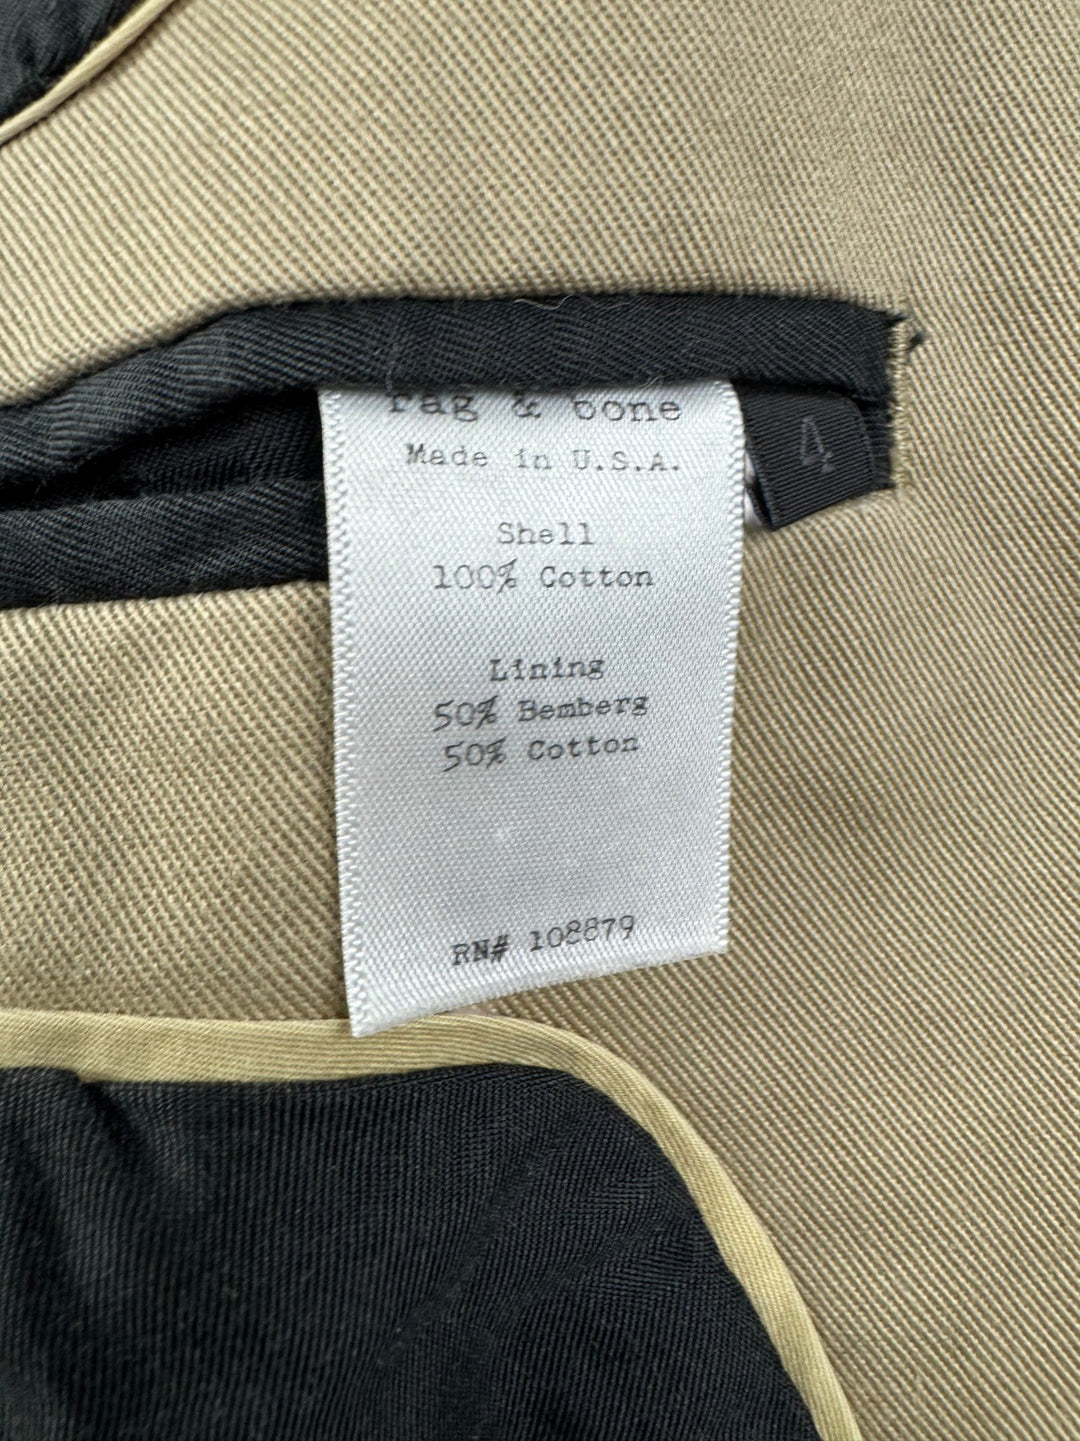 rag & bone
Made in U.S.A.
4
Shell
100% Cotton
Lining
50% Bemberg
50% Cotton
RN# 108879